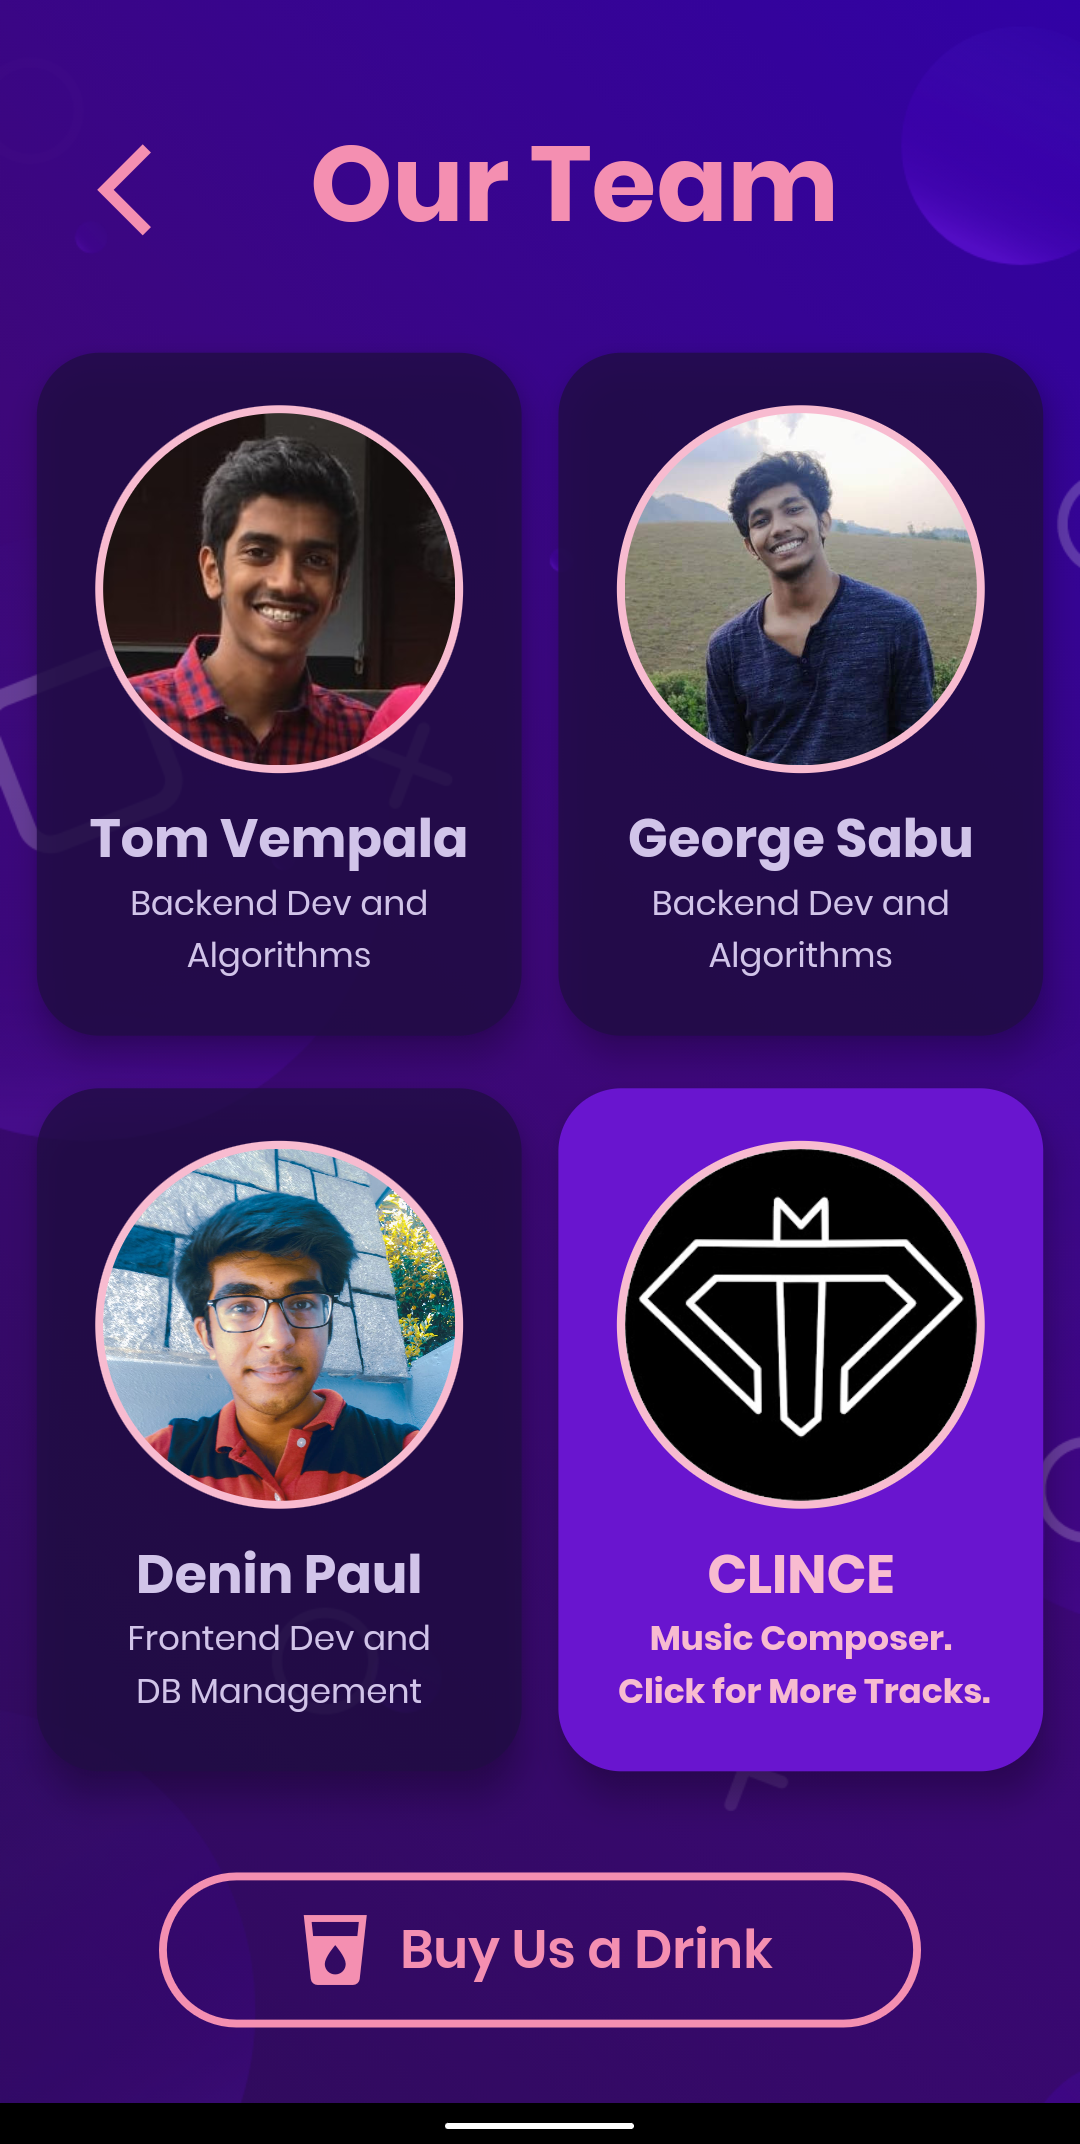 Our Team
Tom Vempala
Backend Dev and
Algorithms
George Sabu
Backend Dev and
Algorithms
Denin Paul
Frontend Dev and
DB Management
CLINCE
Music Composer.
Click for More Tracks.
Buy Us a Drink